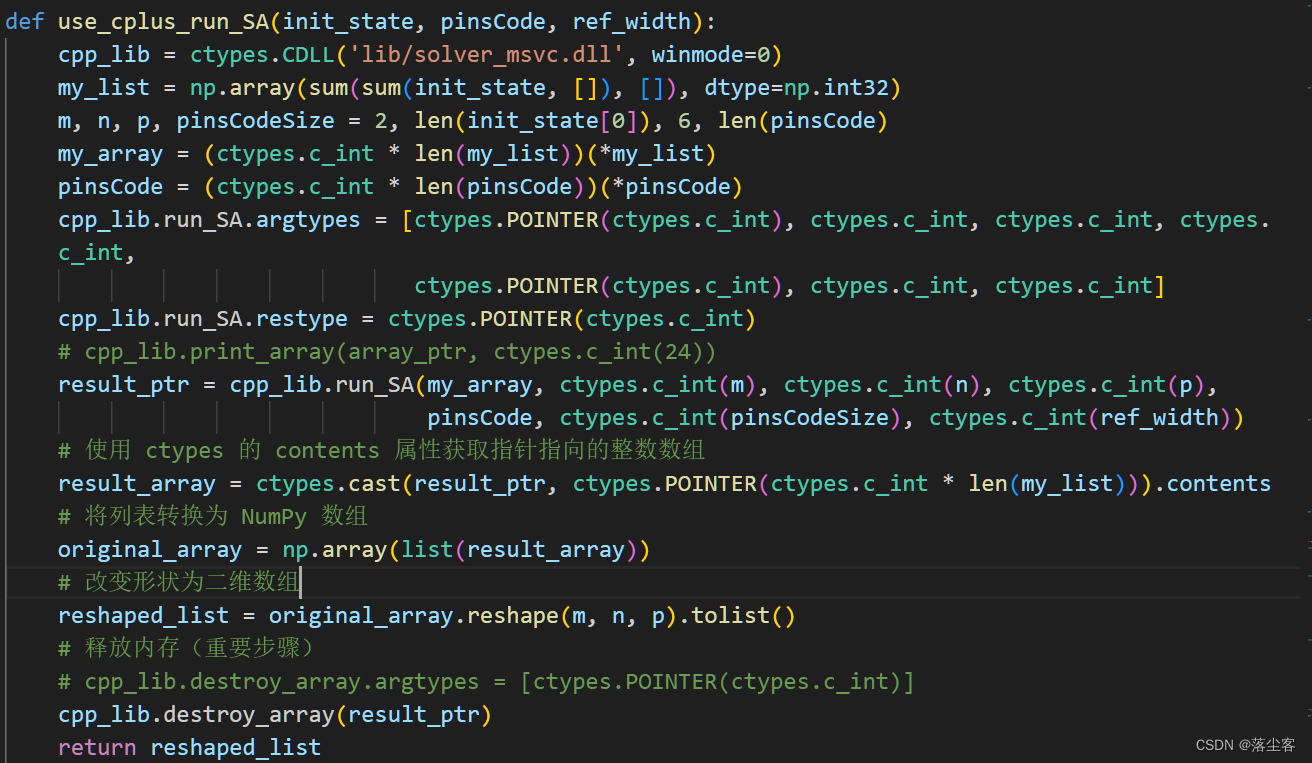 def use_cplus_run_SA(init_state, pinsCode, ref_width):
    cpp_lib = ctypes.CDLL('lib/solver_msvc.dll', winmode=0)
    my_list = np.array(sum(sum(init_state, []), []), dtype=np.int32)
    m, n, p, pinsCodeSize = 2, len(init_state[0]), 6, len(pinsCode)
    my_array = (ctypes.c_int * len(my_list))(*my_list)
    pinsCode = (ctypes.c_int * len(pinsCode))(*pinsCode)
    cpp_lib.run_SA.argtypes = [ctypes.POINTER(ctypes.c_int), ctypes.c_int, ctypes.c_int, ctypes.
    c_int,
                               ctypes.POINTER(ctypes.c_int), ctypes.c_int, ctypes.c_int]
    cpp_lib.run_SA.restype = ctypes.POINTER(ctypes.c_int)
    # cpp_lib.print_array(array_ptr, ctypes.c_int(24))
    result_ptr = cpp_lib.run_SA(my_array, ctypes.c_int(m), ctypes.c_int(n), ctypes.c_int(p),
                                pinsCode, ctypes.c_int(pinsCodeSize), ctypes.c_int(ref_width))
    # 使用 ctypes 的 contents 属性获取指针指向的整数数组
    result_array = ctypes.cast(result_ptr, ctypes.POINTER(ctypes.c_int * len(my_list))).contents
    # 将列表转换为 NumPy 数组
    original_array = np.array(list(result_array))
    # 改变形状为二维数组
    reshaped_list = original_array.reshape(m, n, p).tolist()
    # 释放内存（重要步骤）
    # cpp_lib.destroy_array.argtypes = [ctypes.POINTER(ctypes.c_int)]
    cpp_lib.destroy_array(result_ptr)
    return reshaped_list
CSDN @落尘客